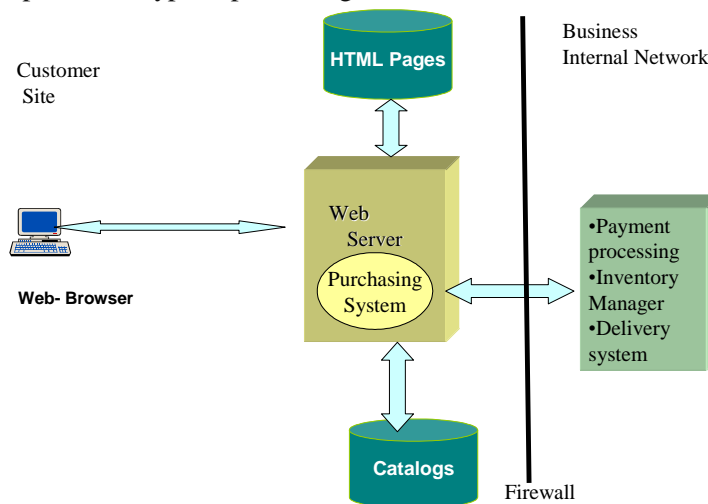 HTML Pages
Business
Internal Network
Customer
Site
Web
Server
Purchasing
System
•Payment
processing
•Inventory
Manager
•Delivery
system
Web- Browser
Catalogs
Firewall